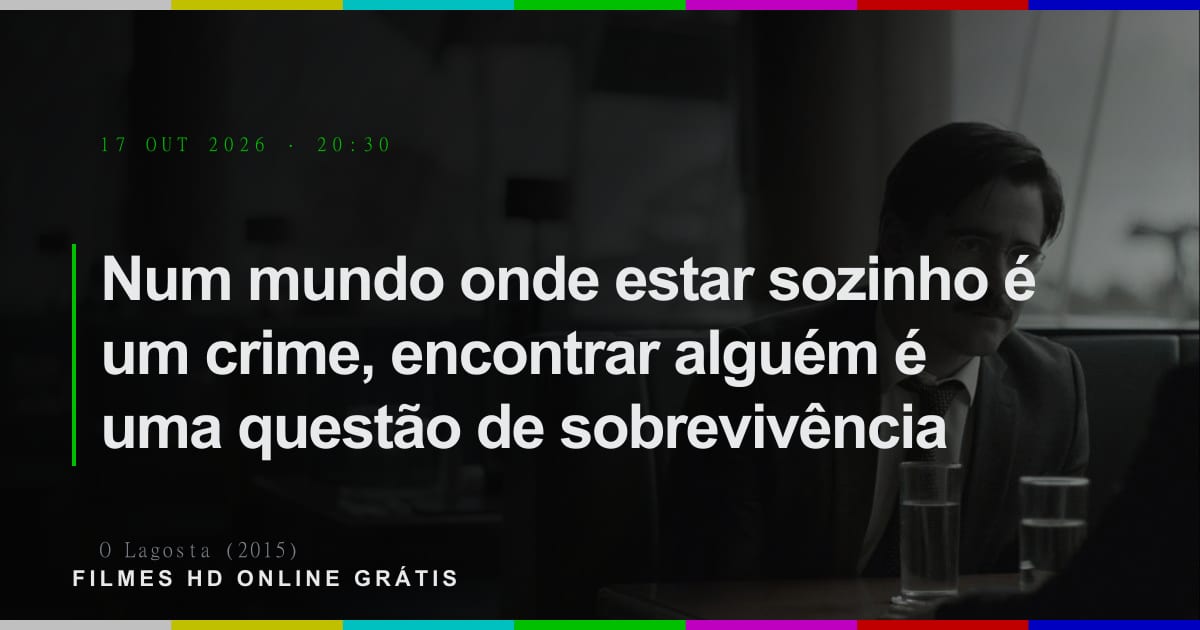 17 OUT 2026 · 20:30
Num mundo onde estar sozinho é
um crime, encontrar alguém é
uma questão de sobrevivência
O Lagosta (2015)
FILMES HD ONLINE GRÁTIS